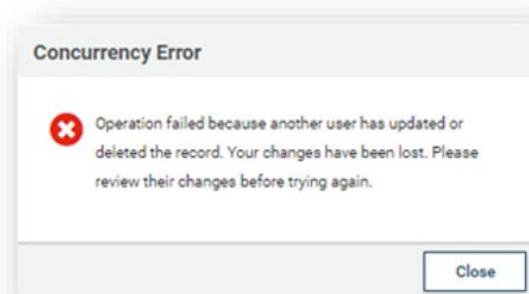 Concurrency Error
Operation failed because another user has updated or
deleted the record. Your changes have been lost. Please
review their changes before trying again.
Close